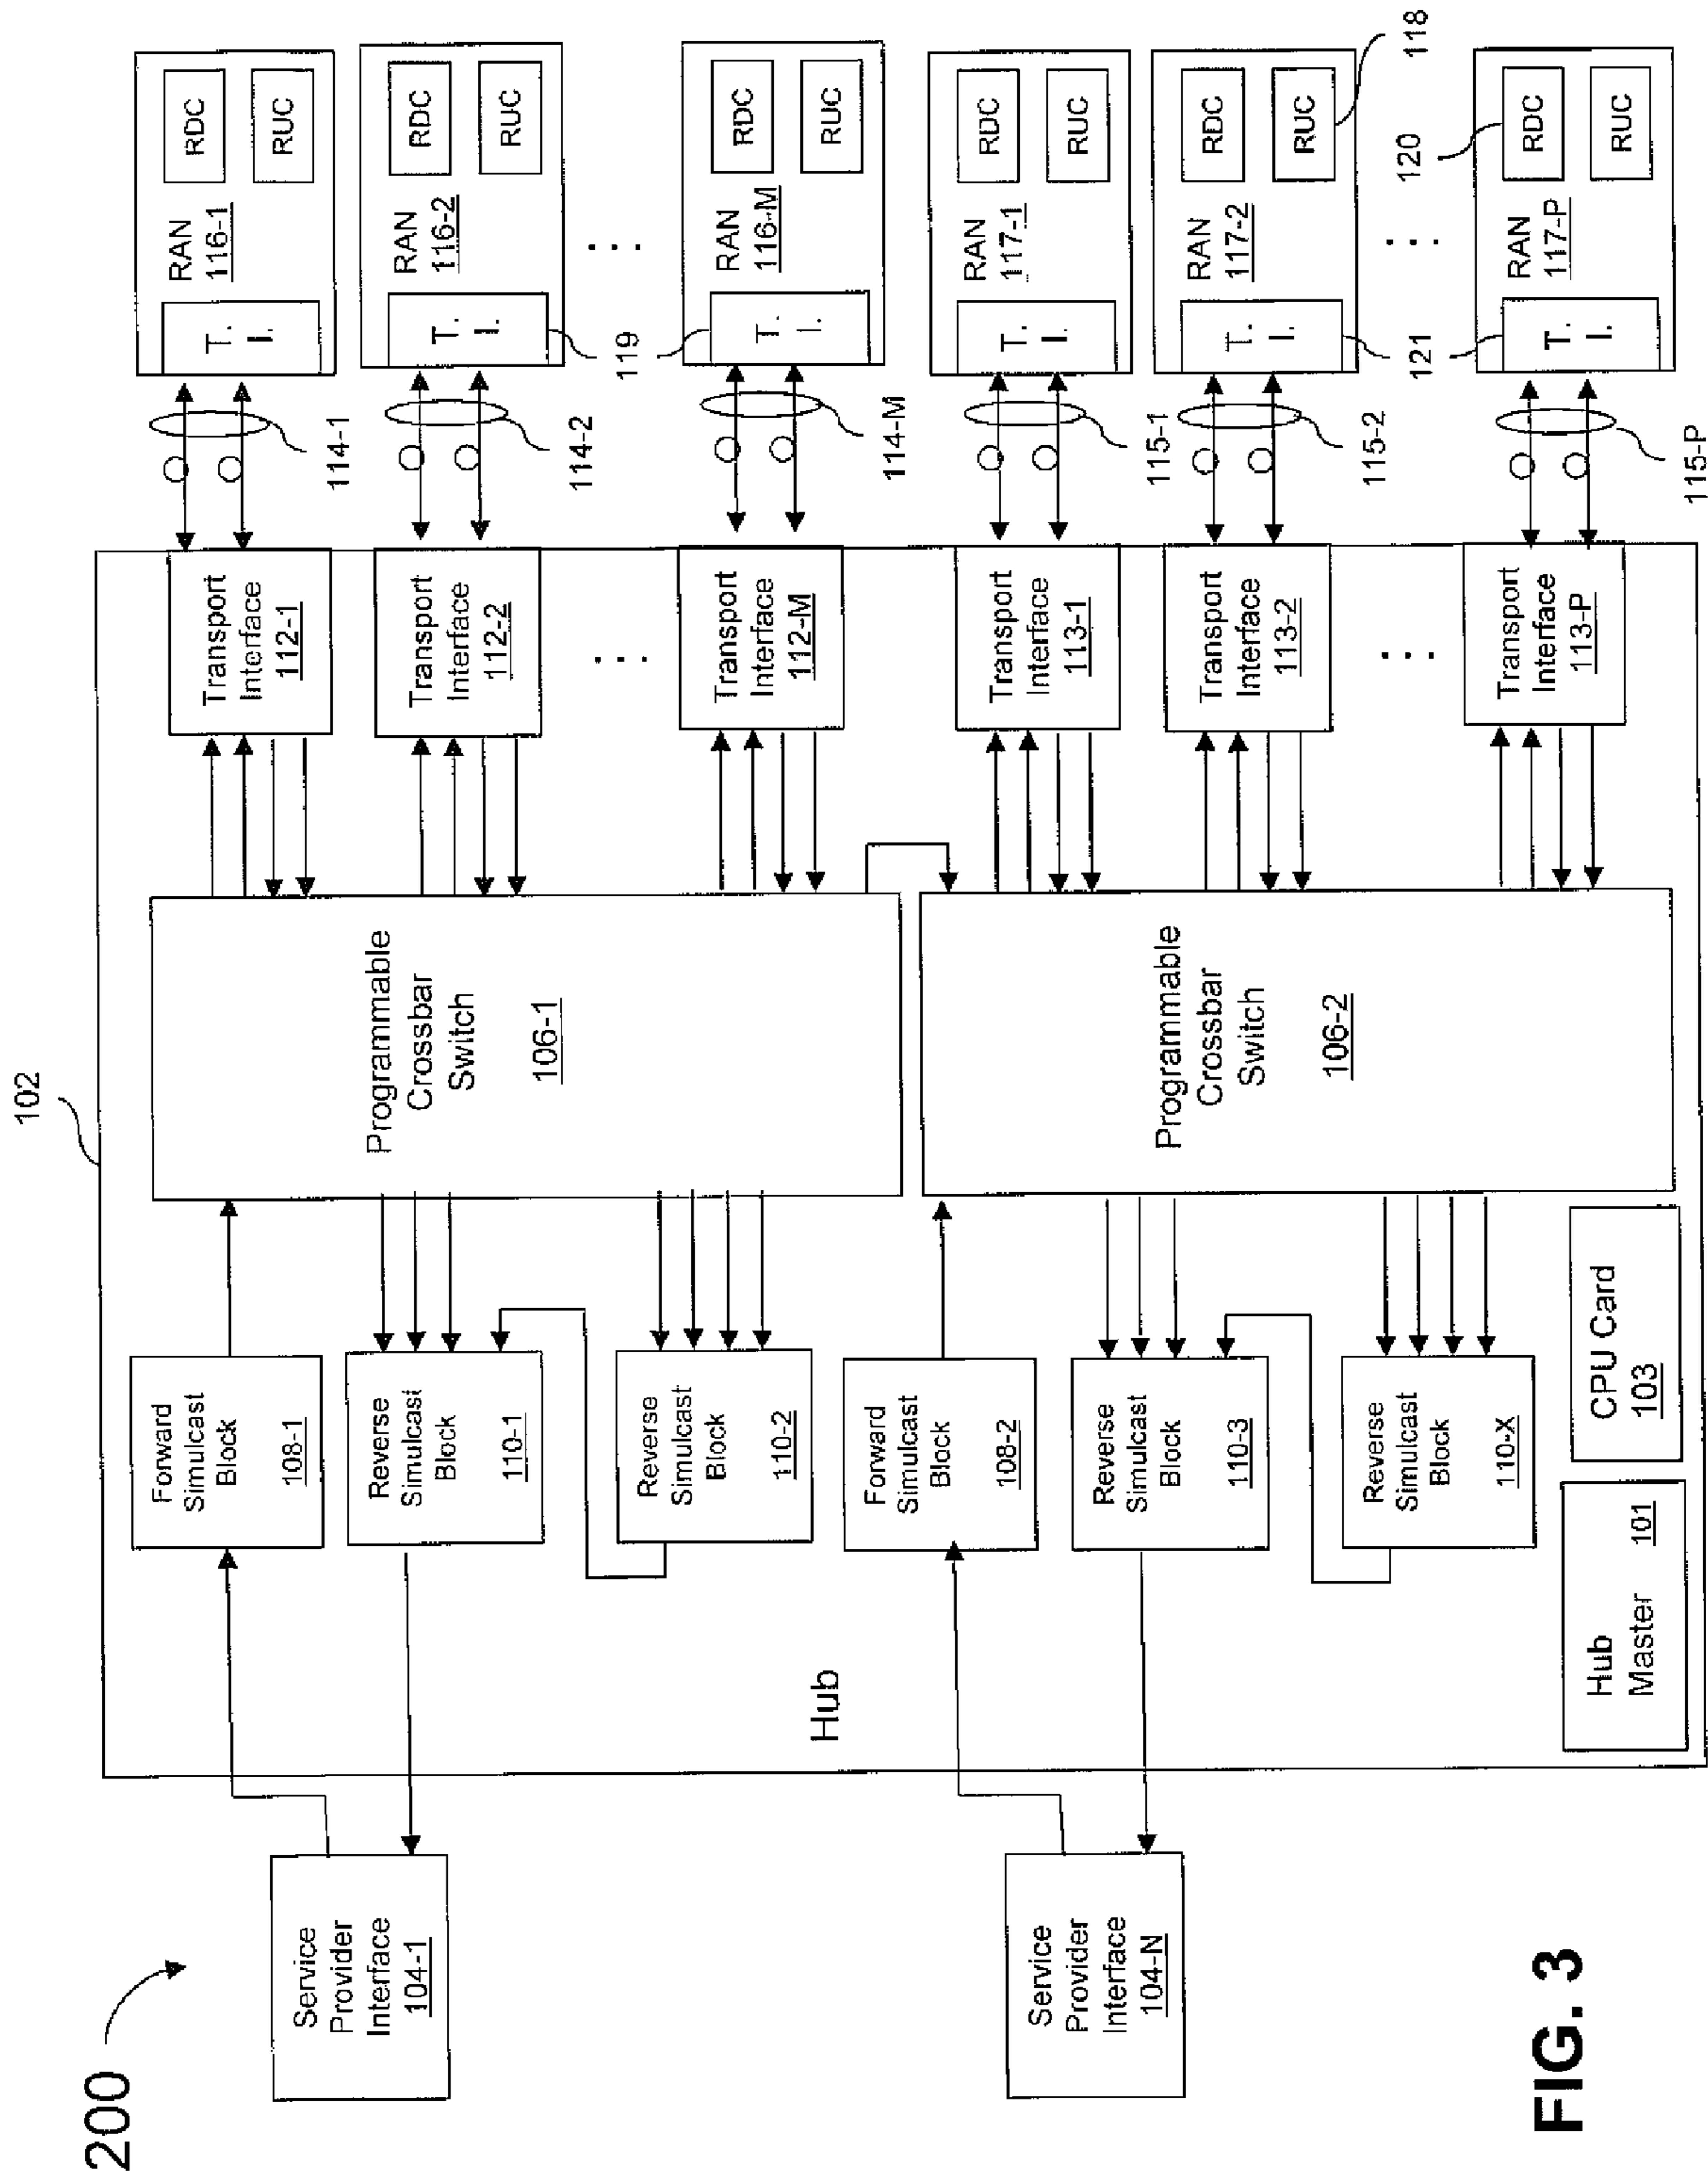 200
102
Service
Provider
Interface
104-1
Service
Provider
Interface
104-N
Hub
Forward
Simulcast
Block
108-1
Reverse
Simulcast
Block
110-1
Reverse
Simulcast
Block
110-2
Forward
Simulcast
Block
108-2
Reverse
Simulcast
Block
110-3
Reverse
Simulcast
Block
110-X
Hub
Master 101
CPU Card
103
Programmable
Crossbar
Switch
106-1
Programmable
Crossbar
Switch
106-2
Transport
Interface
112-1
Transport
Interface
112-2
...
Transport
Interface
112-M
Transport
Interface
113-1
Transport
Interface
113-2
...
Transport
Interface
113-P
114-1
114-2
114-M
115-1
115-2
115-P
T.
I.
RAN
116-1
RDC
RUC
T.
I.
RAN
116-2
RDC
RUC
119
...
T.
I.
RAN
116-M
RDC
RUC
T.
I.
RAN
117-1
RDC
RUC
T.
I.
RAN
117-2
RDC
RUC
118
121
...
120
T.
I.
RAN
117-P
RDC
RUC
FIG. 3